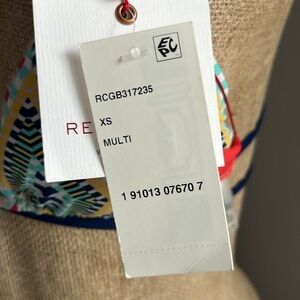 EPC
RCGB317235
XS
MULTI
RE
1 91013 07670 7